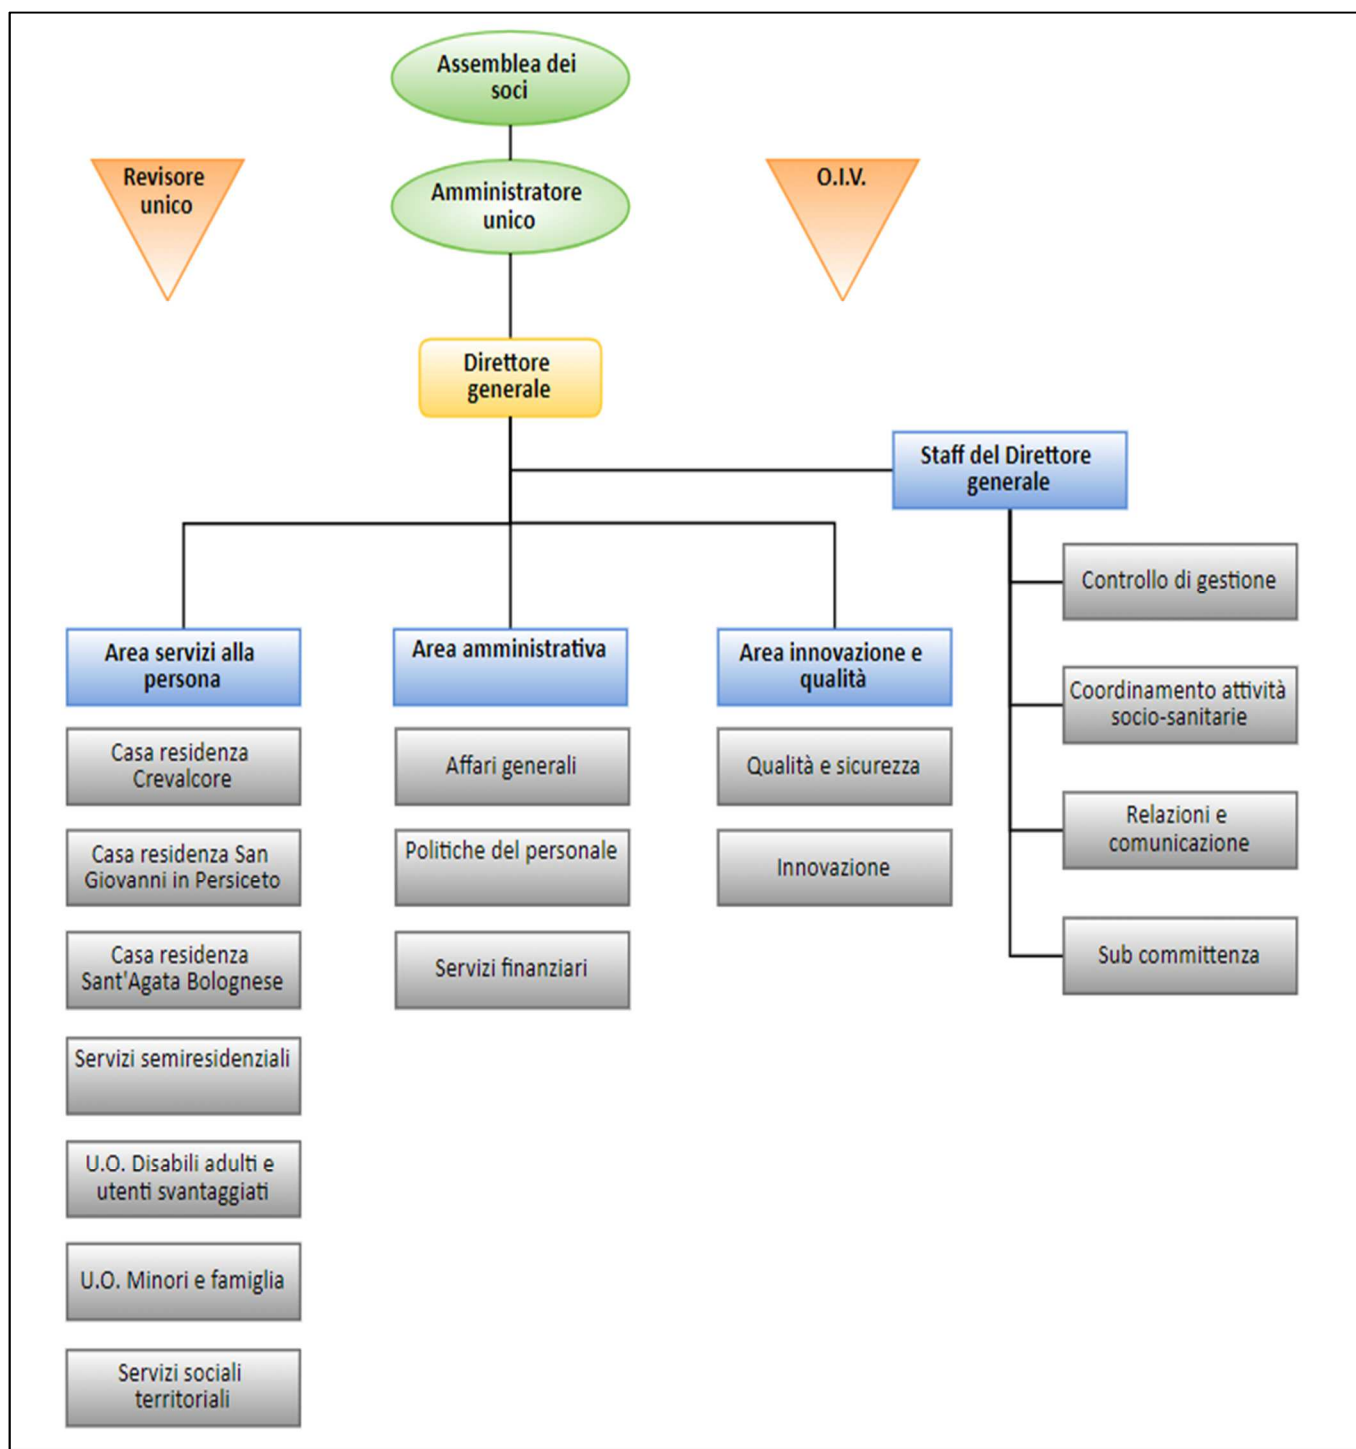 Assemblea dei
soci
Revisore
unico
Amministratore
unico
O.I.V.
Direttore
generale
Staff del Direttore
generale
Controllo di gestione
Coordinamento attività
socio-sanitarie
Relazioni e
comunicazione
Sub committenza
Area servizi alla
persona
Casa residenza
Crevalcore
Casa residenza San
Giovanni in Persiceto
Casa residenza
Sant'Agata Bolognese
Servizi semiresidenziali
U.O. Disabili adulti e
utenti svantaggiati
U.O. Minori e famiglia
Servizi sociali
territoriali
Area amministrativa
Affari generali
Politiche del personale
Servizi finanziari
Area innovazione e
qualità
Qualità e sicurezza
Innovazione